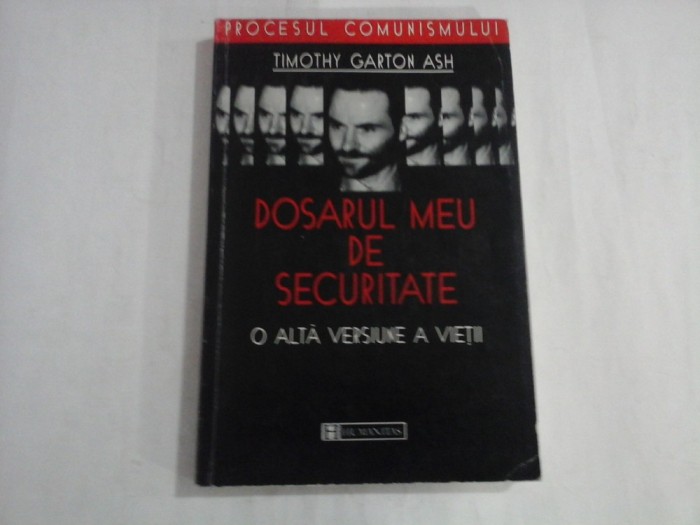 PROCESUL COMUNISMULUI
TIMOTHY GARTON ASH
DOSARUL MEU
DE
SECURITATE
O ALTĂ VERSIUNE A VIEȚII
HUMANITAS